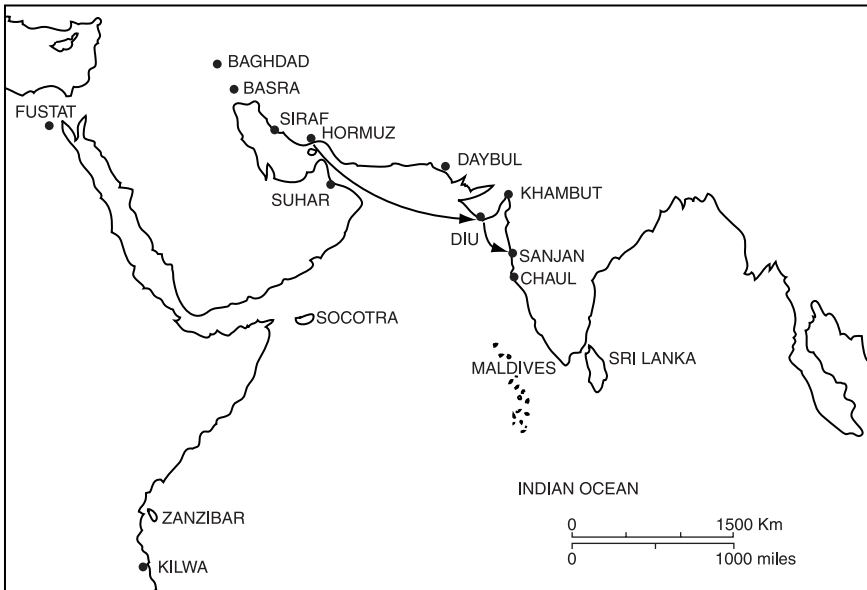 BAGHDAD
BASRA
FUSTAT
SIRAF
HORMUZ
DAYBUL
SUHAR
KHAMBUT
DIU
SANJAN
CHAUL
SOCOTRA
MALDIVES
SRI LANKA
INDIAN OCEAN
ZANZIBAR
0 1500 Km
0 1000 miles
KILWA